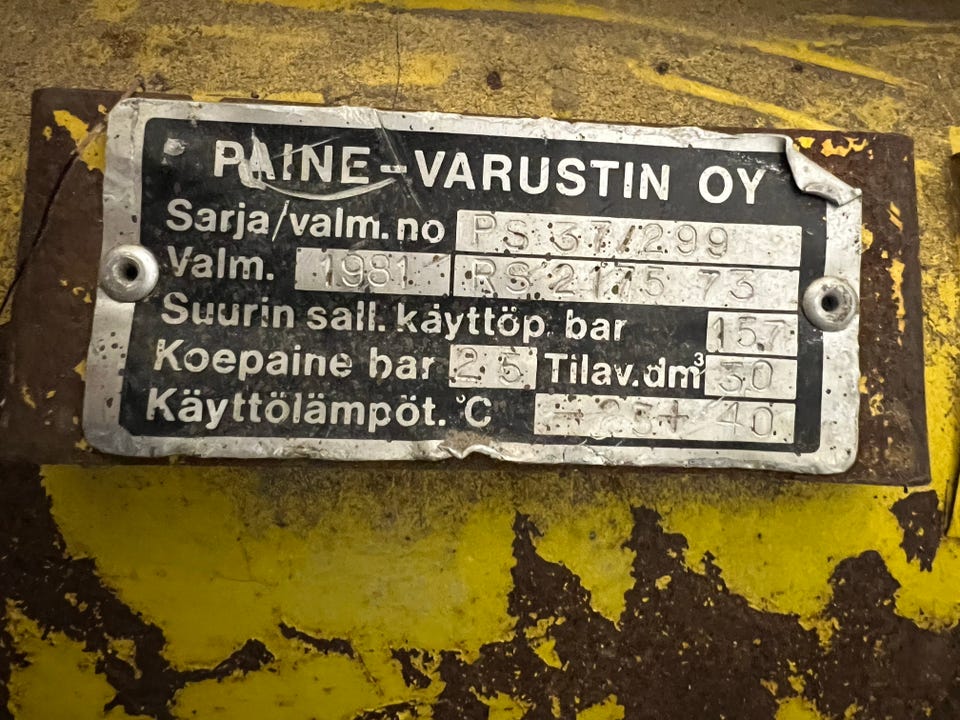 PAINE-VARUSTIN OY
Sarja/valm. no PS 37/299
Valm. 1981 RS 2175 73
Suurin sall. käyttöp. bar 15,7
Koepaine bar 25 Tilav. dm³ 30
Käyttölämpöt. °C -23+ 40